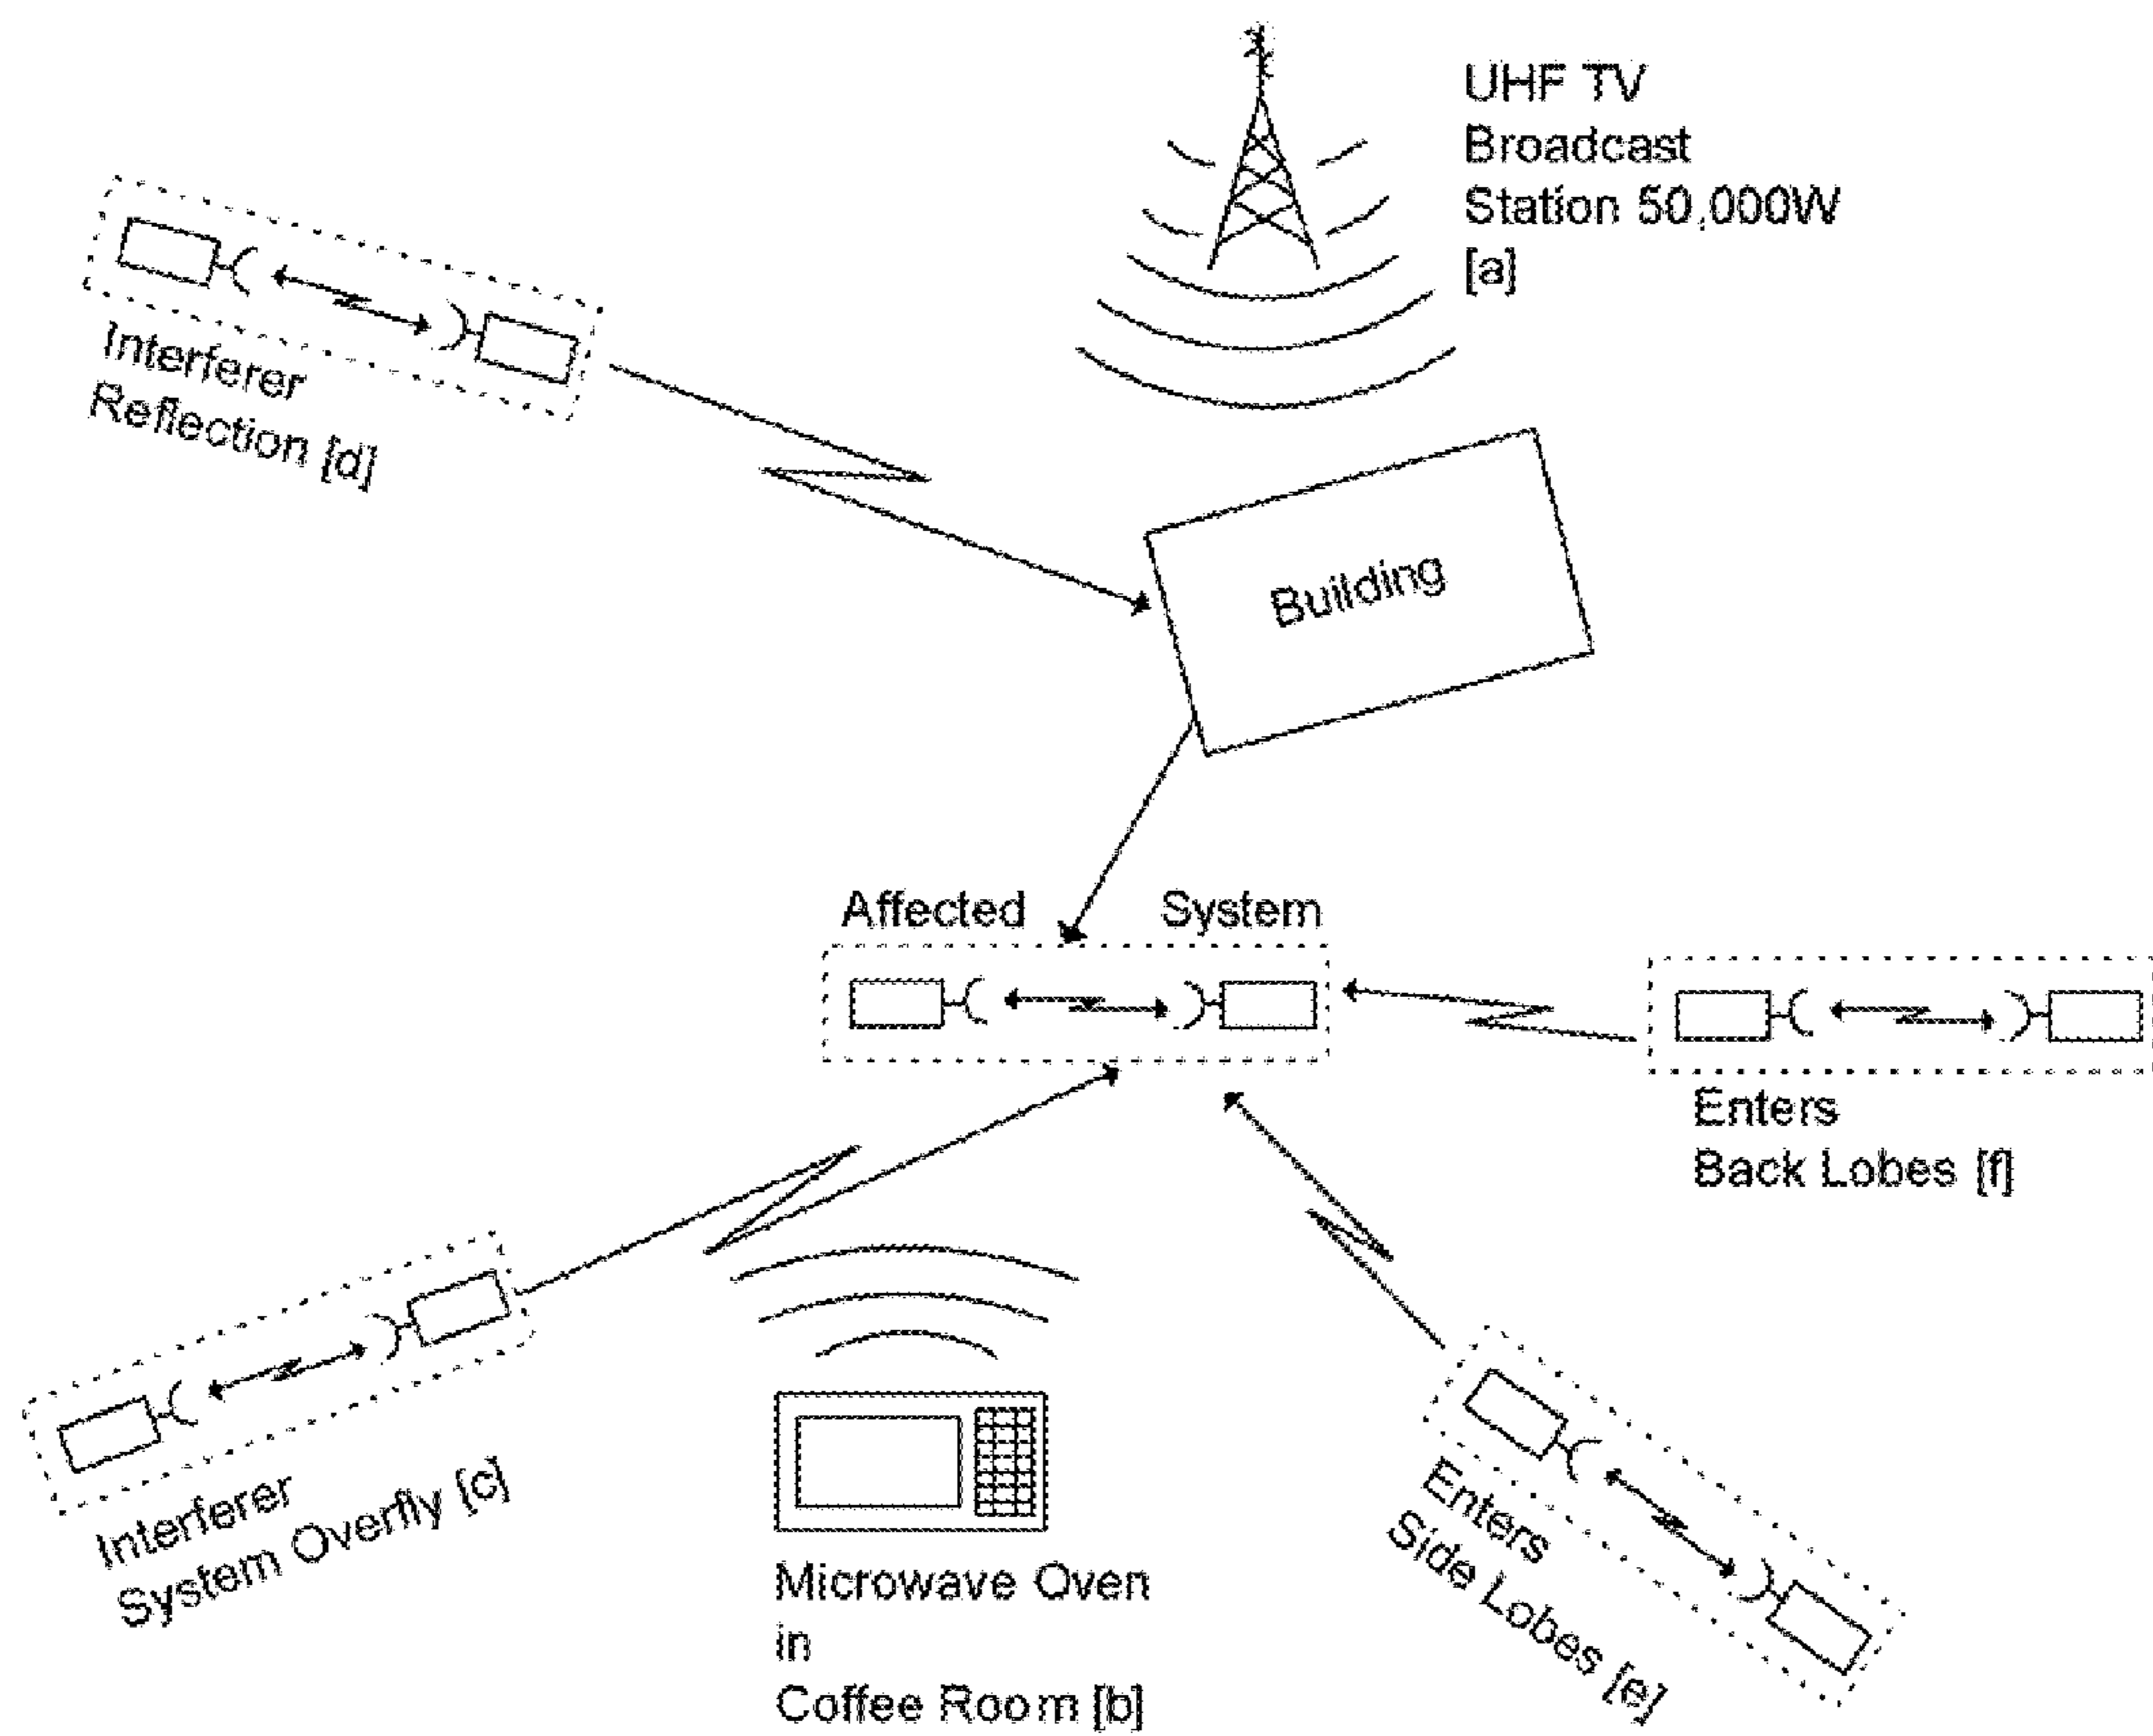 UHF TV
Broadcast
Station 50,000W
[a]
Interferer
Reflection [d]
Building
Affected System
Enters
Back Lobes [f]
Interferer
System Overfly [c]
Microwave Oven
in
Coffee Room [b]
Enters
Side Lobes [e]